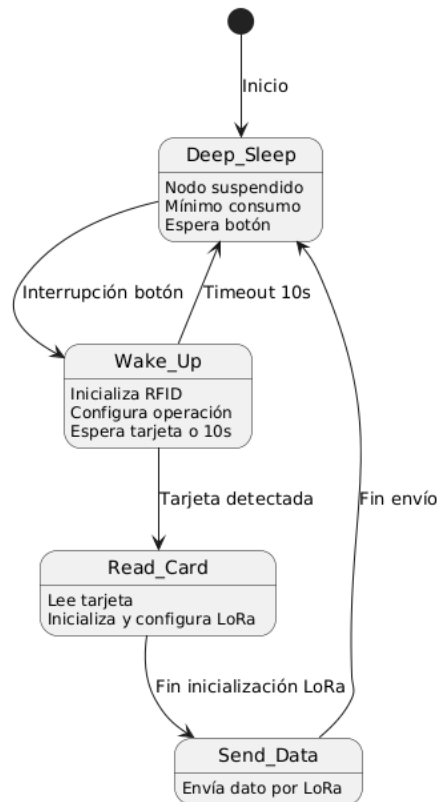 Inicio
Deep_Sleep
Nodo suspendido
Mínimo consumo
Espera botón
Interrupción botón
Timeout 10s
Wake_Up
Inicializa RFID
Configura operación
Espera tarjeta o 10s
Tarjeta detectada
Fin envío
Read_Card
Lee tarjeta
Inicializa y configura LoRa
Fin inicialización LoRa
Send_Data
Envía dato por LoRa